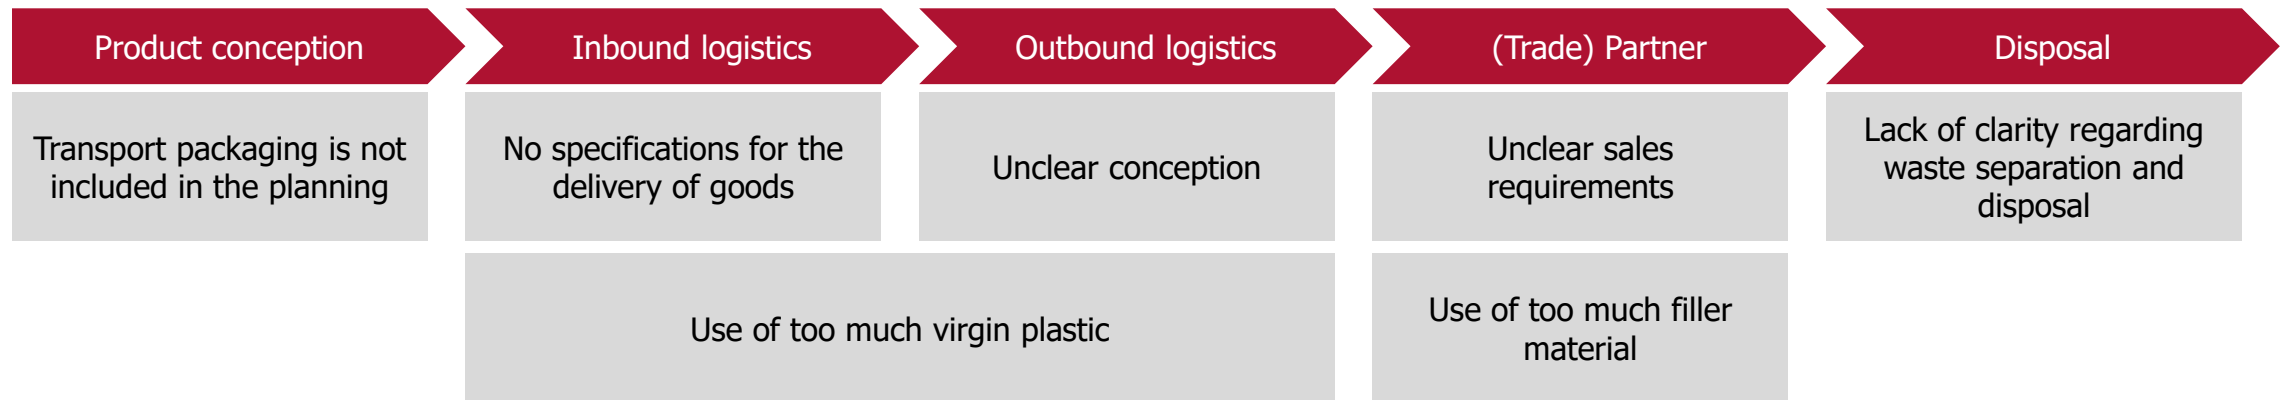 Product conception
Inbound logistics
Outbound logistics
(Trade) Partner
Disposal
Transport packaging is not
included in the planning
No specifications for the
delivery of goods
Unclear conception
Unclear sales
requirements
Lack of clarity regarding
waste separation and
disposal
Use of too much virgin plastic
Use of too much filler
material